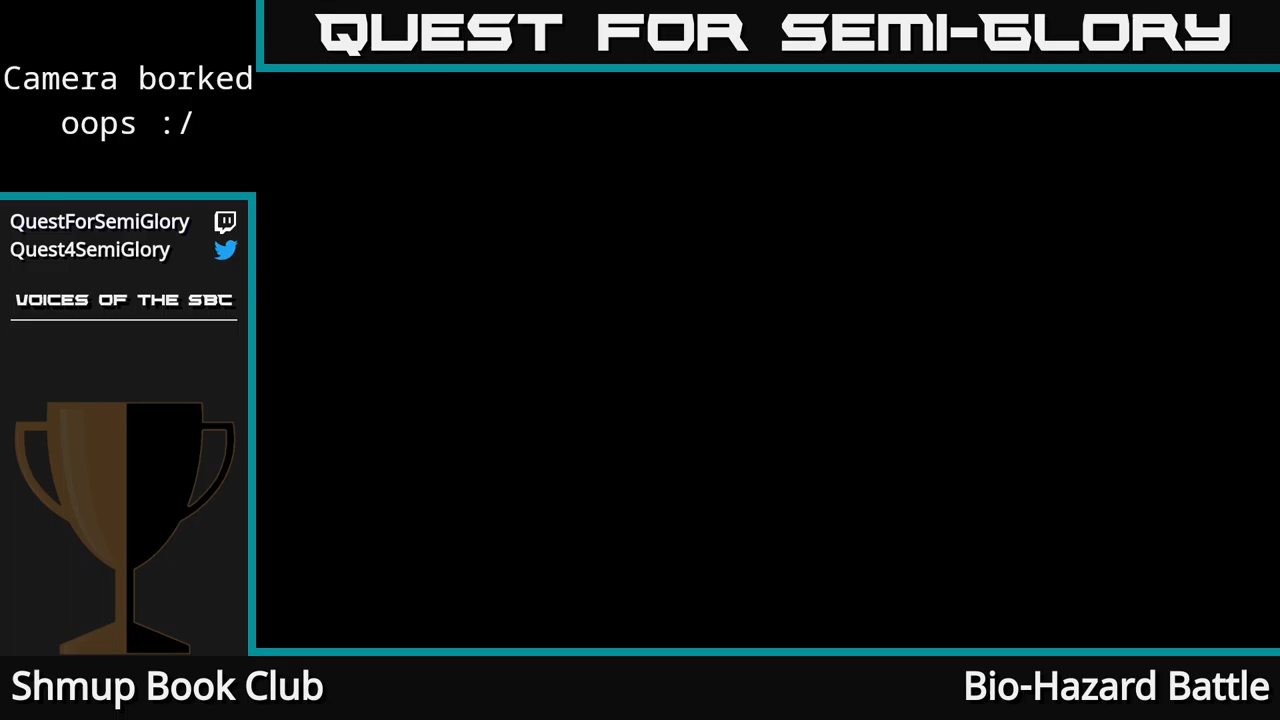 QUEST FOR SEMI-GLORY
Camera borked
oops :/
QuestForSemiGlory
Quest4SemiGlory
VOICES OF THE SBC
Shmup Book Club
Bio-Hazard Battle